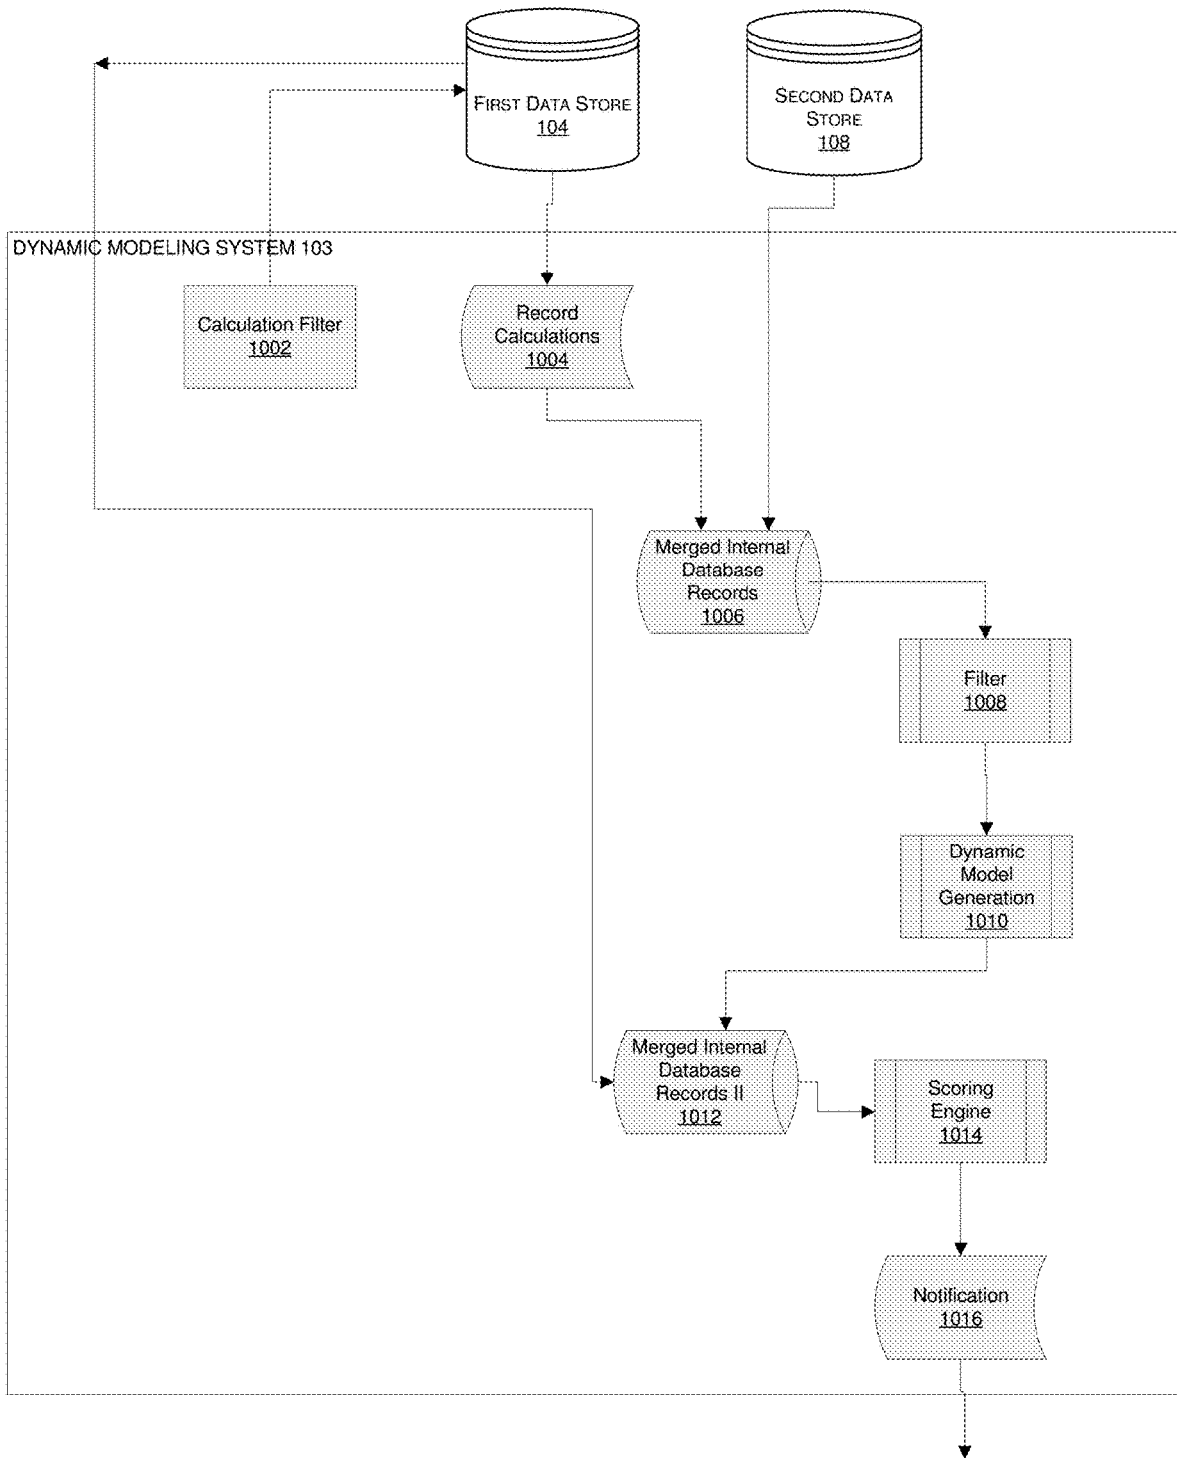 FIRST DATA STORE
104
SECOND DATA
STORE
108
DYNAMIC MODELING SYSTEM 103
Calculation Filter
1002
Record
Calculations
1004
Merged Internal
Database
Records
1006
Filter
1008
Dynamic
Model
Generation
1010
Merged Internal
Database
Records II
1012
Scoring
Engine
1014
Notification
1016